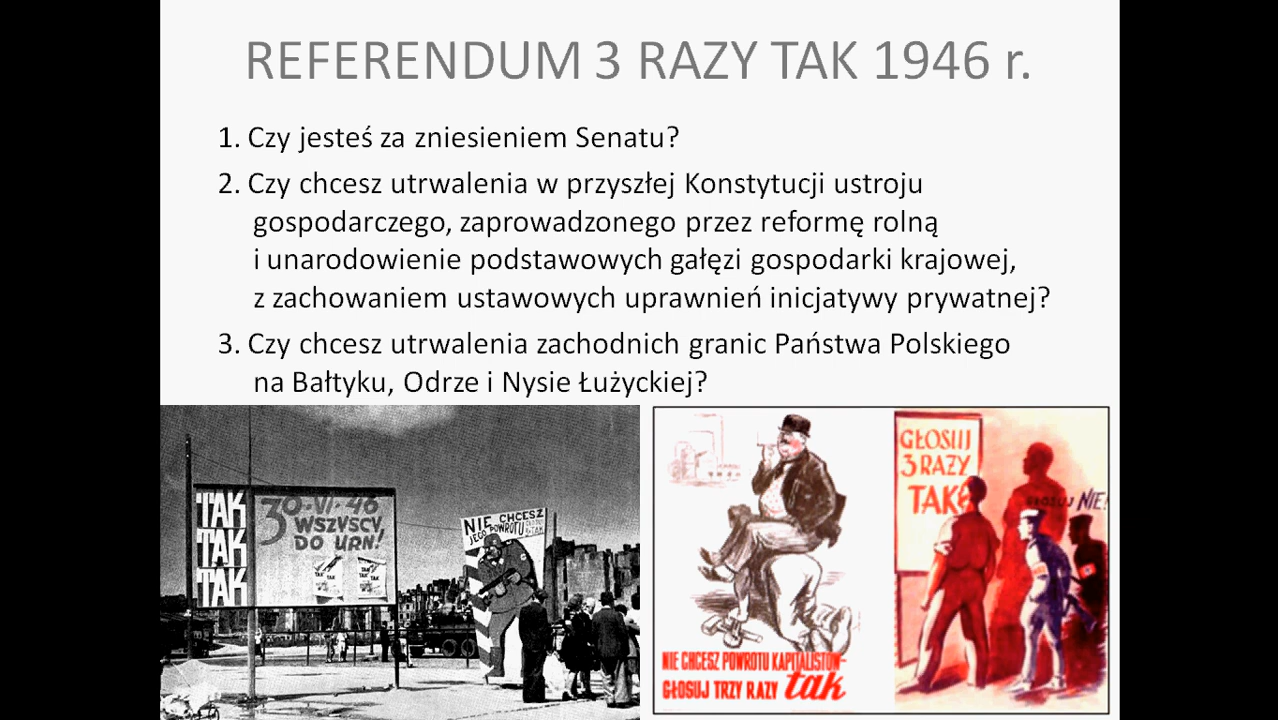 REFERENDUM 3 RAZY TAK 1946 r.
1. Czy jesteś za zniesieniem Senatu?
2. Czy chcesz utrwalenia w przyszłej Konstytucji ustroju
gospodarczego, zaprowadzonego przez reformę rolną
i unarodowienie podstawowych gałęzi gospodarki krajowej,
z zachowaniem ustawowych uprawnień inicjatywy prywatnej?
3. Czy chcesz utrwalenia zachodnich granic Państwa Polskiego
na Bałtyku, Odrze i Nysie Łużyckiej?
TAK
TAK
TAK
30-VI-46
WSZYSCY
DO URN!
NIE CHCESZ
JEGO POWROTU
NIE CHCESZ POWROTU KAPITALISTÓW-
GŁOSUJ TRZY RAZY tak
GŁOSUJ
3 RAZY
TAK
GŁOSUJ NIE!